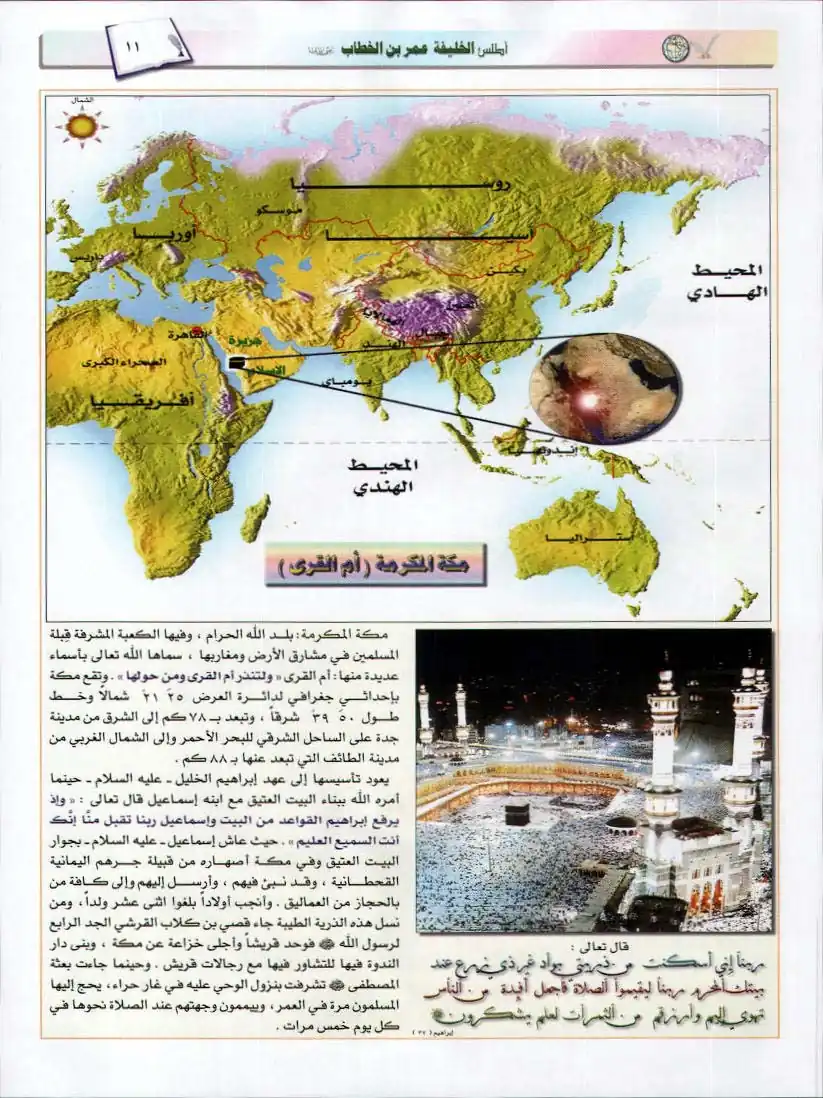 ١١
أطلس الخليفة عمر بن الخطاب
الشمال
روسيا
موسكو
أوربا
آسيا
باريس
بكين
المحيط
الهادي
القاهرة
جزيرة
الاسلام
الهند
الصحراء الكبرى
بومباي
أفريقيا
إندونيسيا
المحيط
الهندي
استراليا
مكة المكرمة (أم القرى)
مكة المكرمة: بلد الله الحرام ، وفيها الكعبة المشرفة قبلة
المسلمين في مشارق الأرض ومغاربها ، سماها الله تعالى بأسماء
عديدة منها: أم القرى « ولتنذر أم القرى ومن حولها » . وتقع مكة
بإحداثي جغرافي لدائرة العرض ٢٥ ٢١ شمالاً وخط
طول ٥٠ ٣٩ شرقاً ، وتبعد بـ ٧٨كم إلى الشرق من مدينة
جدة على الساحل الشرقي للبحر الأحمر وإلى الشمال الغربي من
مدينة الطائف التي تبعد عنها بـ ٨٨ كم .
يعود تأسيسها إلى عهد إبراهيم الخليل ـ عليه السلام ـ حينما
أمره الله ببناء البيت العتيق مع ابنه إسماعيل قال تعالى : « وإذ
يرفع إبراهيم القواعد من البيت وإسماعيل ربنا تقبل منّا إنّك
أنت السميع العليم » . حيث عاش إسماعيل ـ عليه السلام ـ بجوار
البيت العتيق وفي مكة أصهاره من قبيلة جرهم اليمانية
القحطانية ، وقد نبئ فيهم ، وأرسل إليهم وإلى كافة من
بالحجاز من العماليق . وأنجب أولاداً بلغوا اثنى عشر ولداً، ومن
نسل هذه الذرية الطيبة جاء قصي بن كلاب القرشي الجد الرابع
لرسول الله ﷺ فوحد قريشاً وأجلى خزاعة عن مكة ، وبنى دار
الندوة فيها للتشاور فيها مع رجالات قريش . وحينما جاءت بعثة
المصطفى ﷺ تشرفت بنزول الوحي عليه في غار حراء، يحج إليها
المسلمون مرة في العمر، وييممون وجهتهم عند الصلاة نحوها في
كل يوم خمس مرات .
قال تعالى :
ربنا إني أسكنت من ذريتي بواد غير ذي زرع عند
بيتك المحرم ربنا ليقيموا الصلاة فاجعل أفئدة من الناس
تهوي إليهم وارزقهم من الثمرات لعلهم يشكرون
إبراهيم ( ٣٧ )